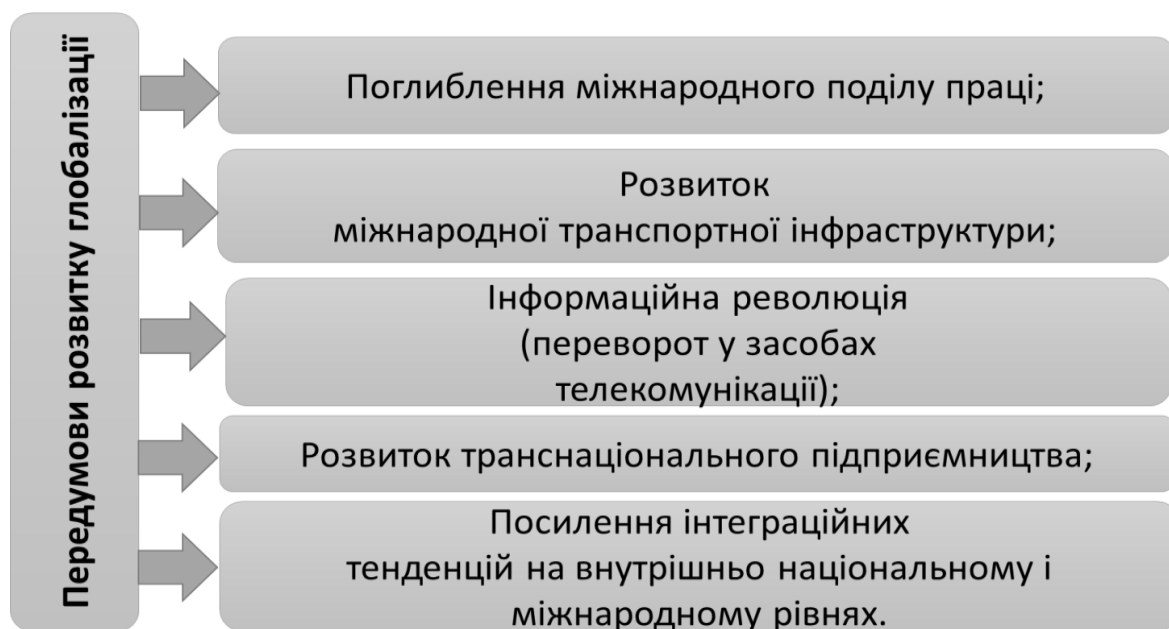 Передумови розвитку глобалізації
Поглиблення міжнародного поділу праці;
Розвиток
міжнародної транспортної інфраструктури;
Інформаційна революція
(переворот у засобах
телекомунікації);
Розвиток транснаціонального підприємництва;
Посилення інтеграційних
тенденцій на внутрішньо національному і
міжнародному рівнях.